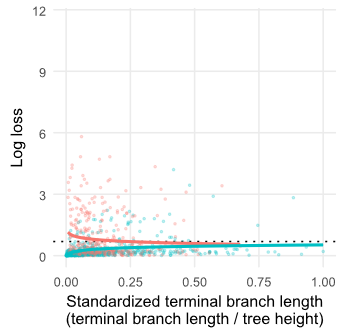 12
9
6
3
0
Log loss
0.00 0.25 0.50 0.75 1.00
Standardized terminal branch length
(terminal branch length / tree height)